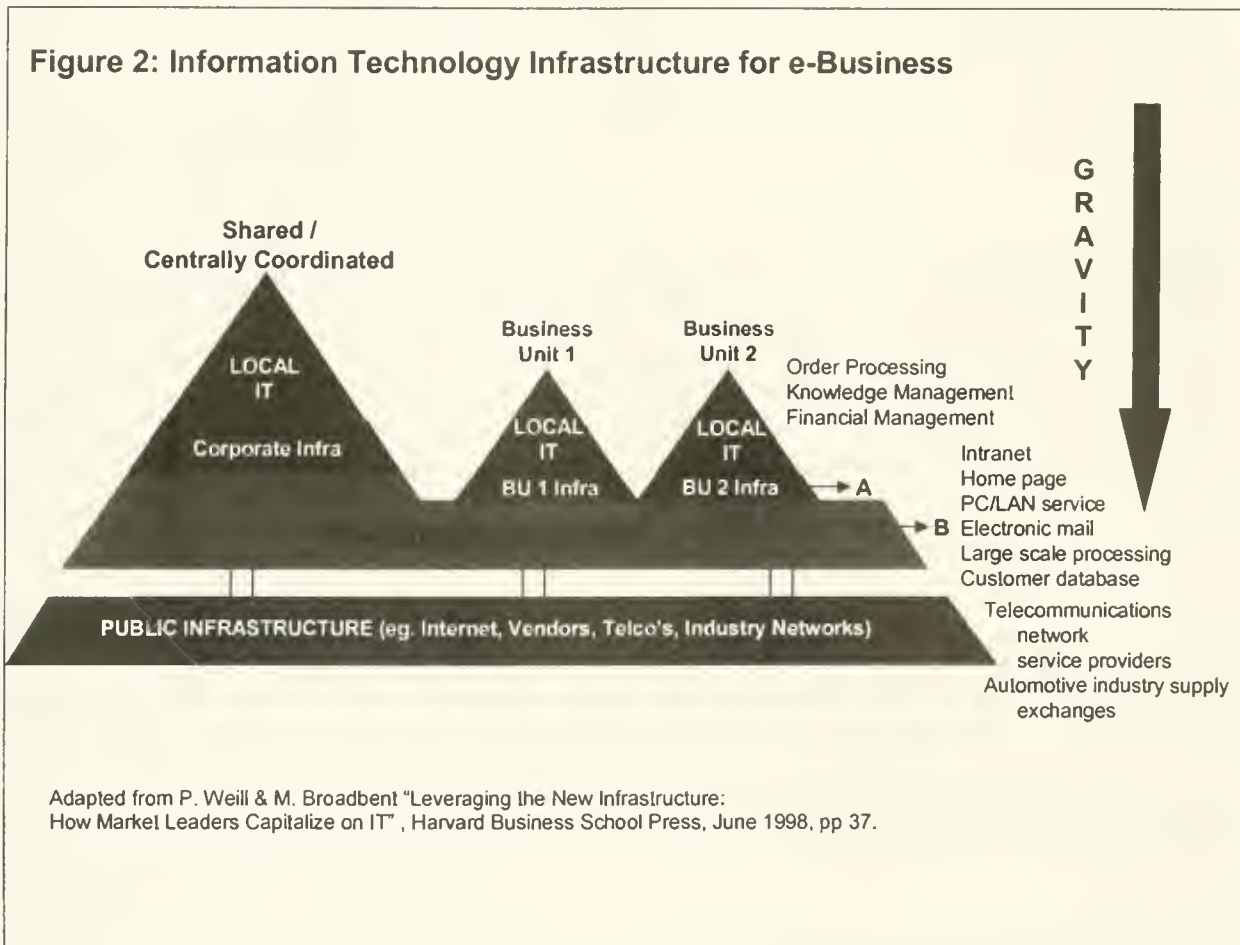 Figure 2: Information Technology Infrastructure for e-Business
GRAVITY
Shared /
Centrally Coordinated
LOCAL
IT
Corporate Infra
Business
Unit 1
LOCAL
IT
BU 1 Infra
Business
Unit 2
LOCAL
IT
BU 2 Infra
Order Processing
Knowledge Management
Financial Management
A
B
Intranet
Home page
PC/LAN service
Electronic mail
Large scale processing
Customer database
PUBLIC INFRASTRUCTURE (eg. Internet, Vendors, Telco's, Industry Networks)
Telecommunications
network
service providers
Automotive industry supply
exchanges
Adapted from P. Weill & M. Broadbent "Leveraging the New Infrastructure:
How Market Leaders Capitalize on IT" , Harvard Business School Press, June 1998, pp 37.